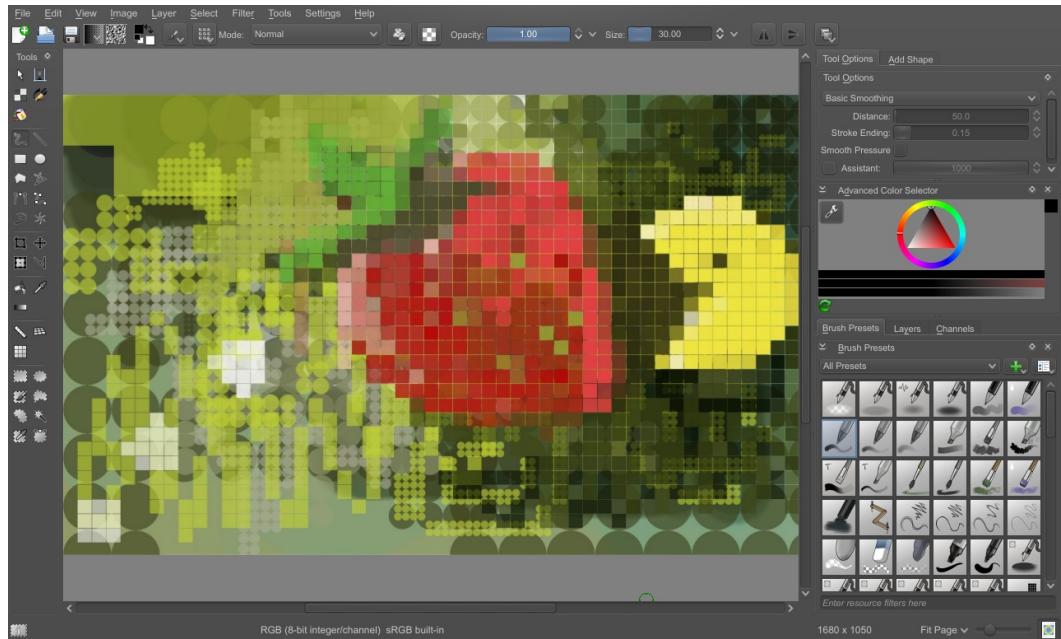 File Edit View Image Layer Select Filter Tools Settings Help
Mode: Normal Opacity: 1.00 Size: 30.00
Tools
Tool Options Add Shape
Tool Options
Basic Smoothing
Distance: 50.0
Stroke Ending: 0.15
Smooth Pressure
Assistant: 1000
Advanced Color Selector
Brush Presets Layers Channels
Brush Presets
All Presets
T T
Enter resource filters here
RGB (8-bit integer/channel) sRGB built-in 1680 x 1050 Fit Page